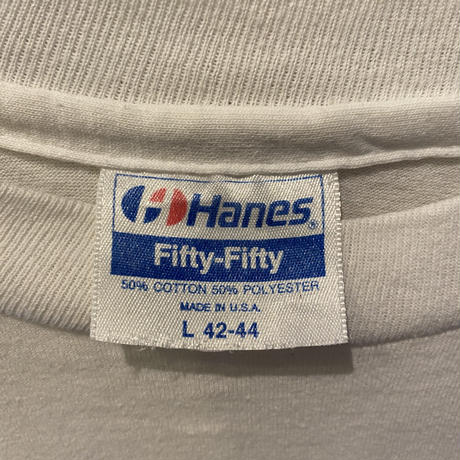 Hanes®
Fifty-Fifty
50% COTTON 50% POLYESTER
MADE IN U.S.A.
L 42-44